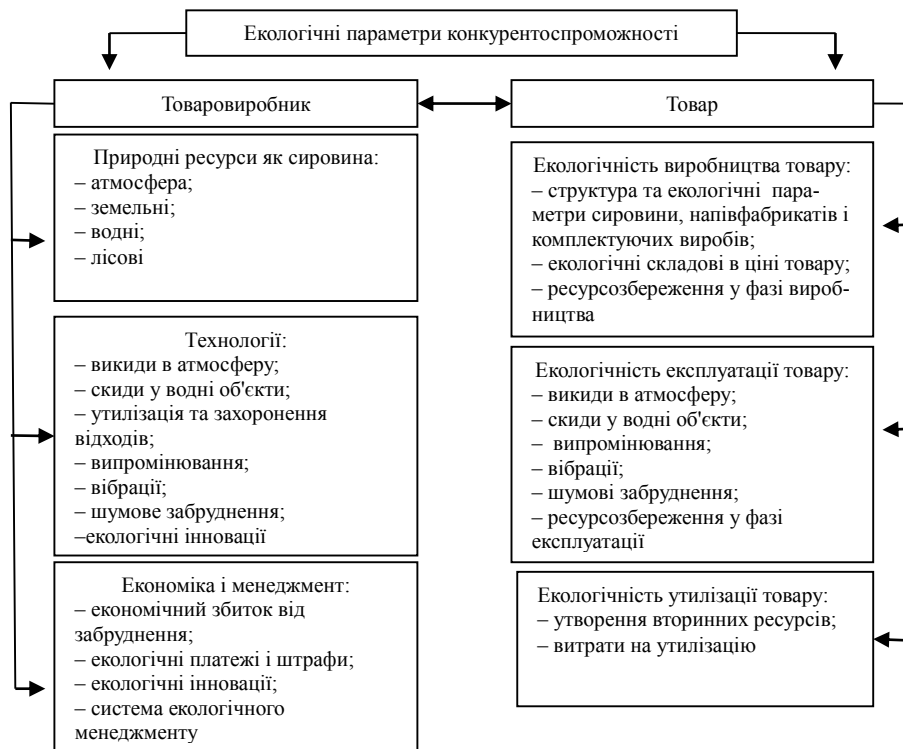 Екологічні параметри конкурентоспроможності
Товаровиробник
Товар
Природні ресурси як сировина:
– атмосфера;
– земельні;
– водні;
– лісові
Технології:
– викиди в атмосферу;
– скиди у водні об'єкти;
– утилізація та захоронення
відходів;
– випромінювання;
– вібрації;
– шумове забруднення;
–екологічні інновації
Економіка і менеджмент:
– економічний збиток від
забруднення;
– екологічні платежі і штрафи;
– екологічні інновації;
– система екологічного
менеджменту
Екологічність виробництва товару:
– структура та екологічні пара-
метри сировини, напівфабрикатів і
комплектуючих виробів;
– екологічні складові в ціні товару;
– ресурсозбереження у фазі вироб-
ництва
Екологічність експлуатації товару:
– викиди в атмосферу;
– скиди у водні об'єкти;
– випромінювання;
– вібрації;
– шумові забруднення;
– ресурсозбереження у фазі
експлуатації
Екологічність утилізації товару:
– утворення вторинних ресурсів;
– витрати на утилізацію